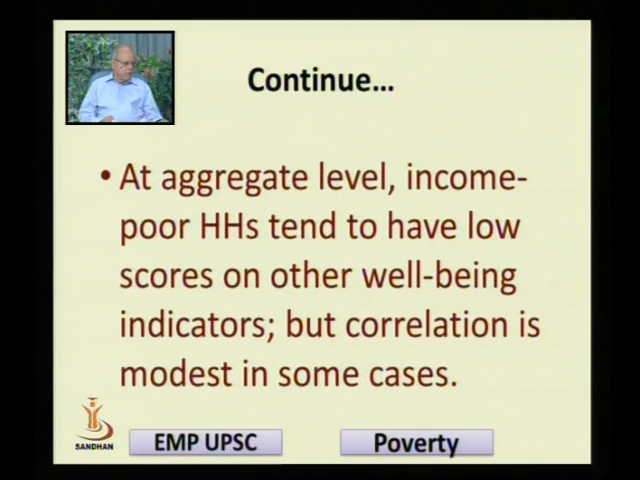 Continue...
• At aggregate level, income-
poor HHs tend to have low
scores on other well-being
indicators; but correlation is
modest in some cases.
SANDHAN
EMP UPSC
Poverty